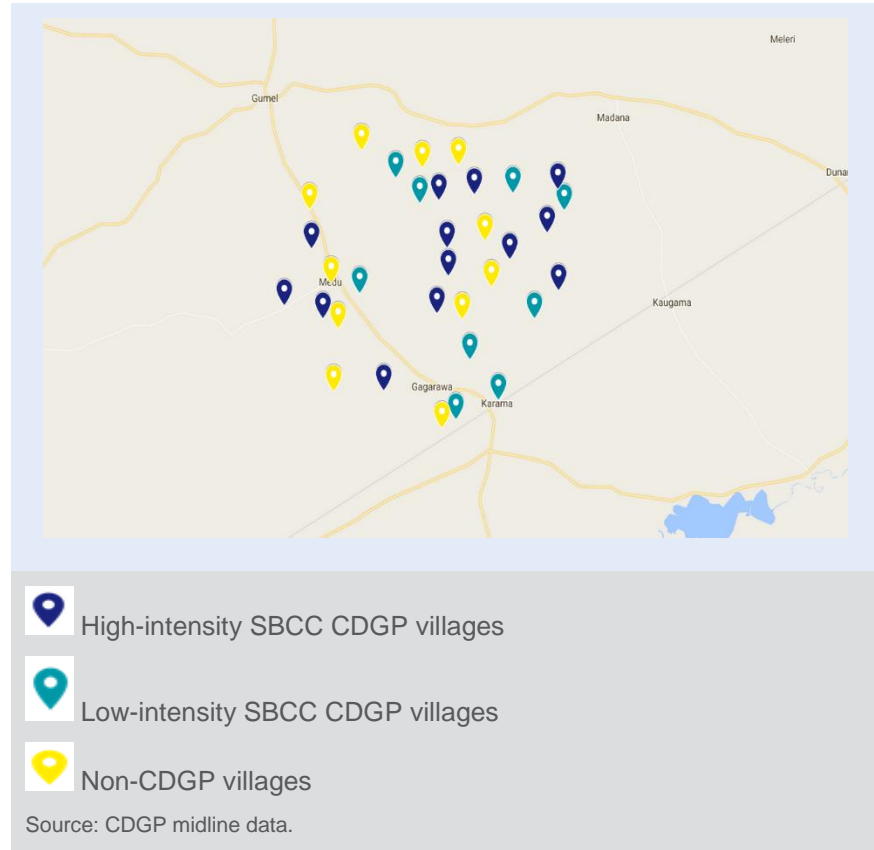 Meleri
Gumel
Madana
Duna
Medu
Kaugama
Gagarawa
Karama
High-intensity SBCC CDGP villages
Low-intensity SBCC CDGP villages
Non-CDGP villages
Source: CDGP midline data.